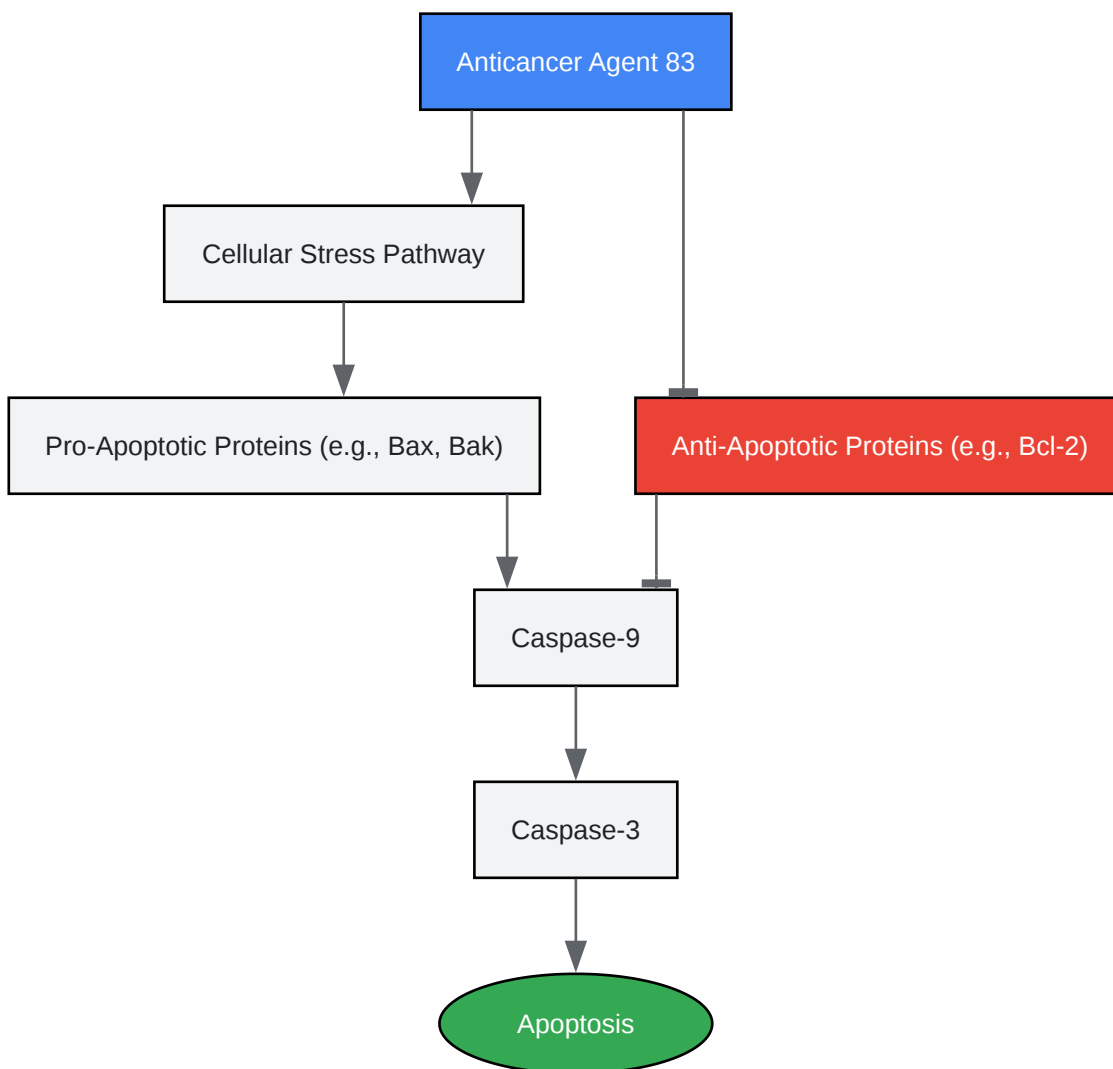 Anticancer Agent 83
Cellular Stress Pathway
Pro-Apoptotic Proteins (e.g., Bax, Bak)
Anti-Apoptotic Proteins (e.g., Bcl-2)
Caspase-9
Caspase-3
Apoptosis